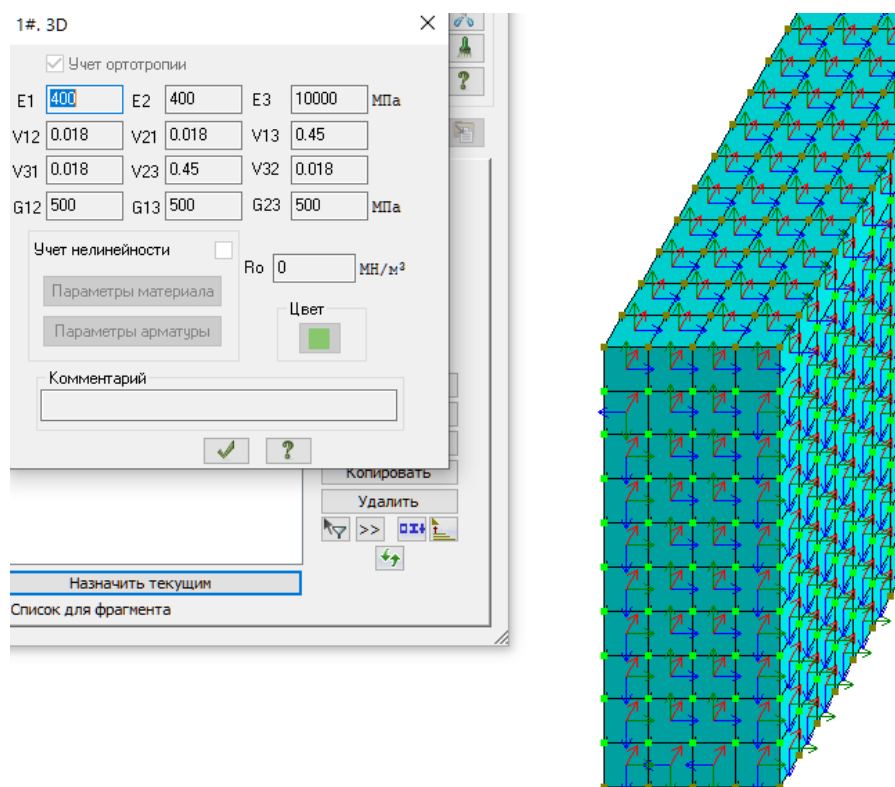 1#. 3D
Учет ортотропии
E1 400 E2 400 E3 10000 МПа
V12 0.018 V21 0.018 V13 0.45
V31 0.018 V23 0.45 V32 0.018
G12 500 G13 500 G23 500 МПа
Учет нелинейности
Ro 0 МН/м³
Параметры материала
Параметры арматуры
Цвет
Комментарий
?
?
Копировать
Удалить
>>
Назначить текущим
Список для фрагмента